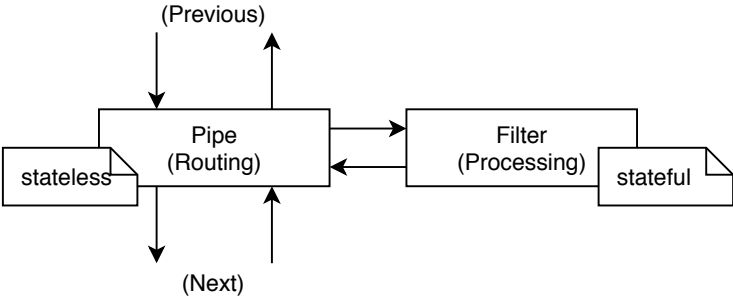 (Previous)
Pipe
(Routing)
Filter
(Processing)
stateless
stateful
(Next)